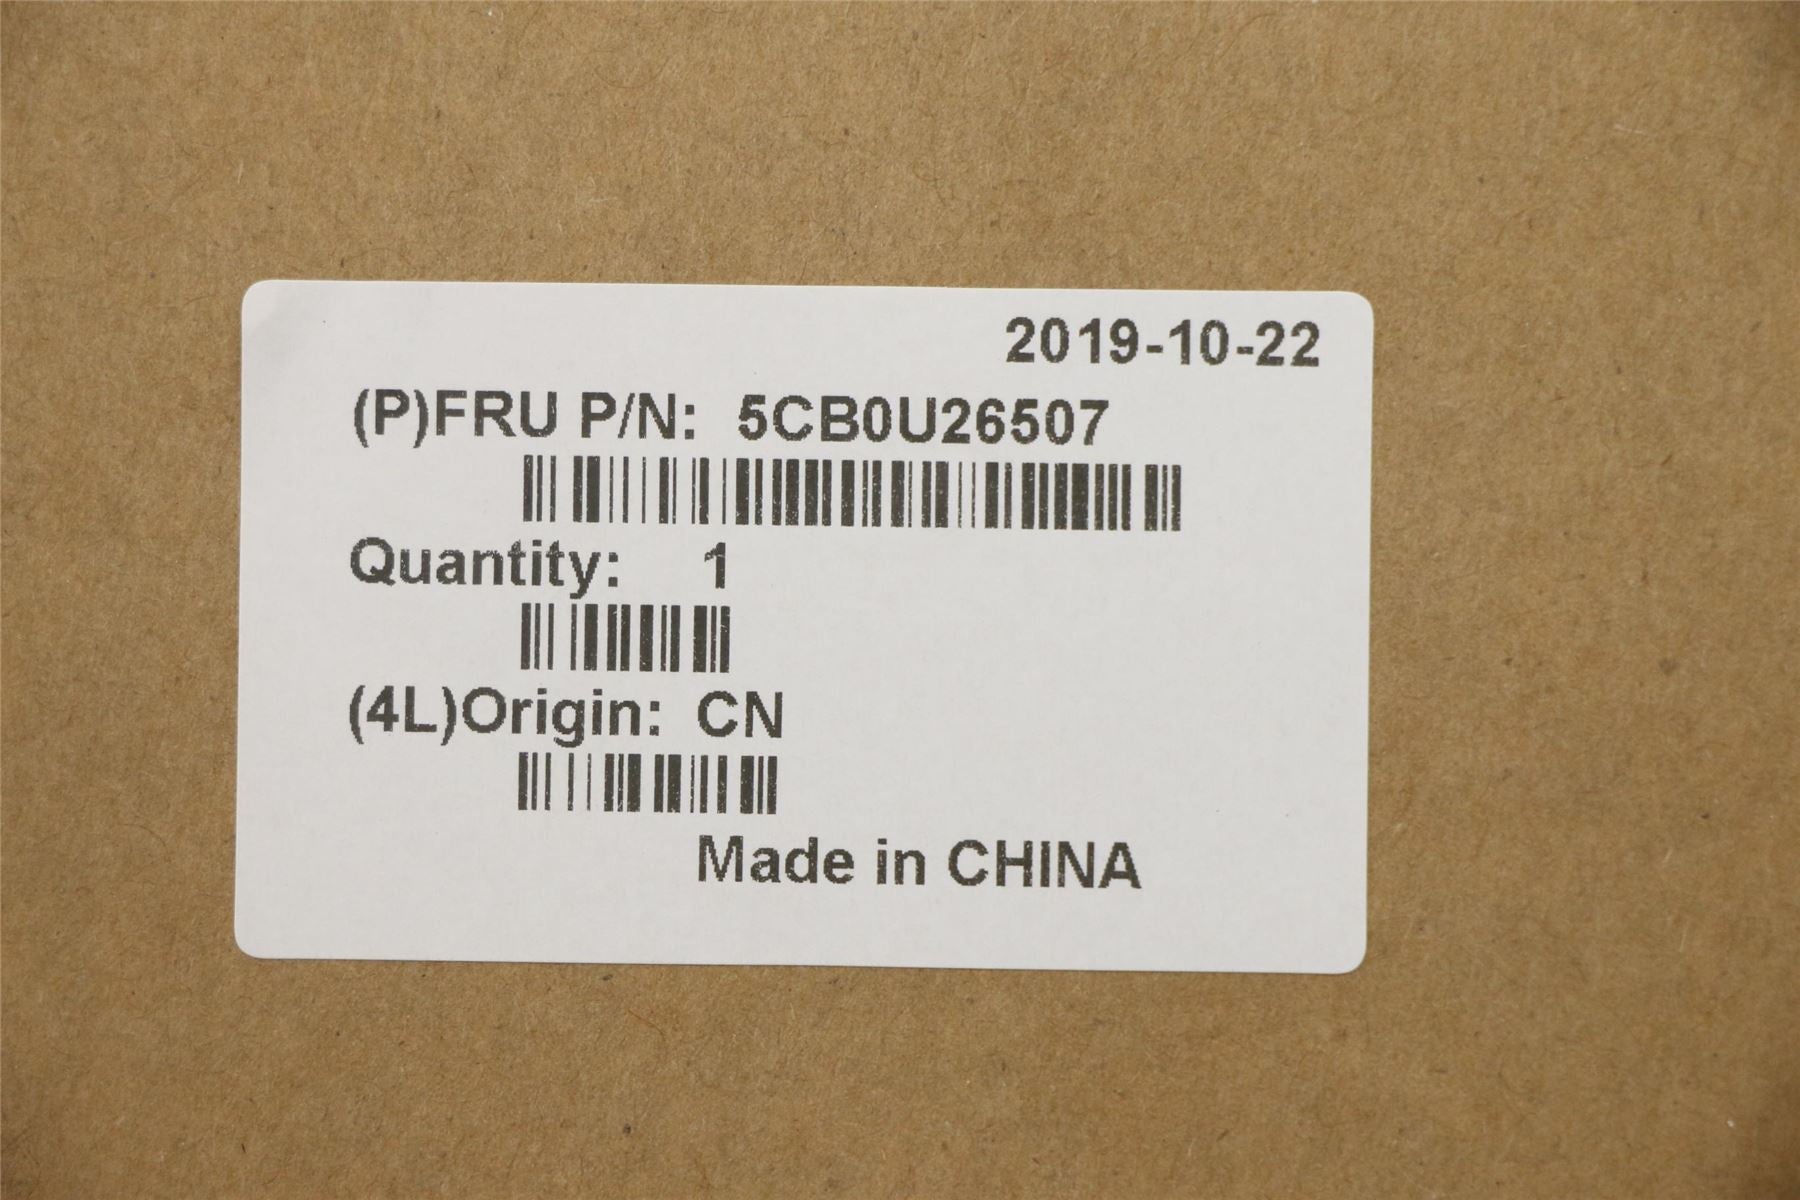 2019-10-22
(P)FRU P/N: 5CB0U26507
Quantity: 1
(4L)Origin: CN
Made in CHINA